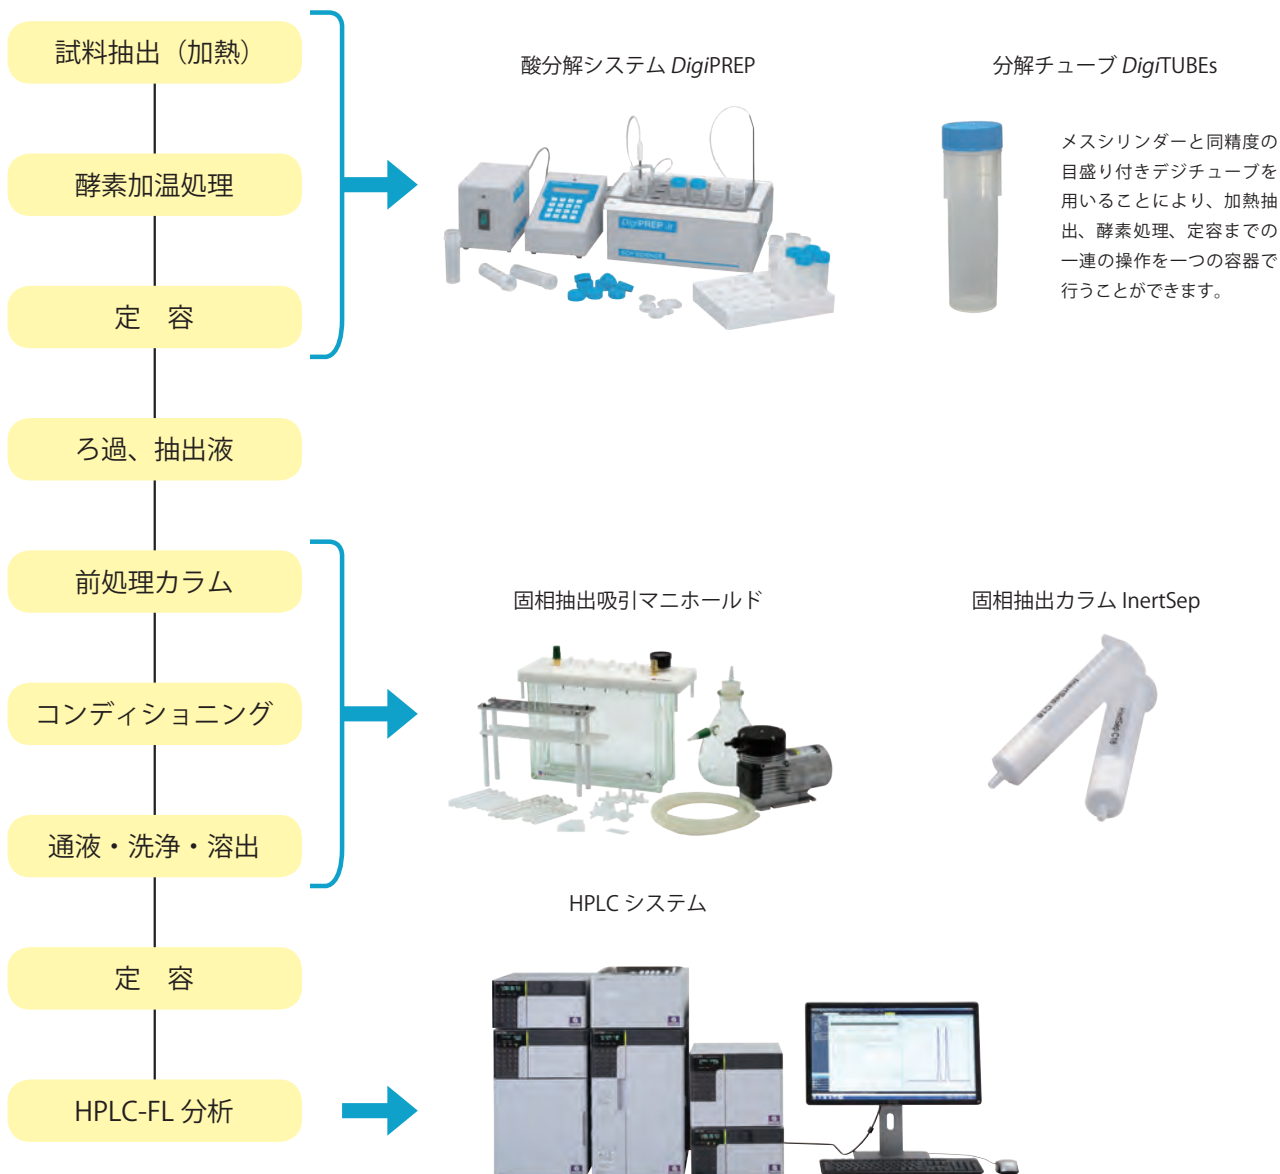 試料抽出（加熱）
酵素加温処理
定　容
ろ過、抽出液
前処理カラム
コンディショニング
通液・洗浄・溶出
定　容
HPLC-FL 分析
酸分解システム DigiPREP
DigiPREP Jr
SCP SCIENCE
分解チューブ DigiTUBEs
メスシリンダーと同精度の
目盛り付きデジチューブを
用いることにより、加熱抽
出、酵素処理、定容までの
一連の操作を一つの容器で
行うことができます。
固相抽出吸引マニホールド
固相抽出カラム InertSep
InertSep C18
InertSep C18
HPLC システム